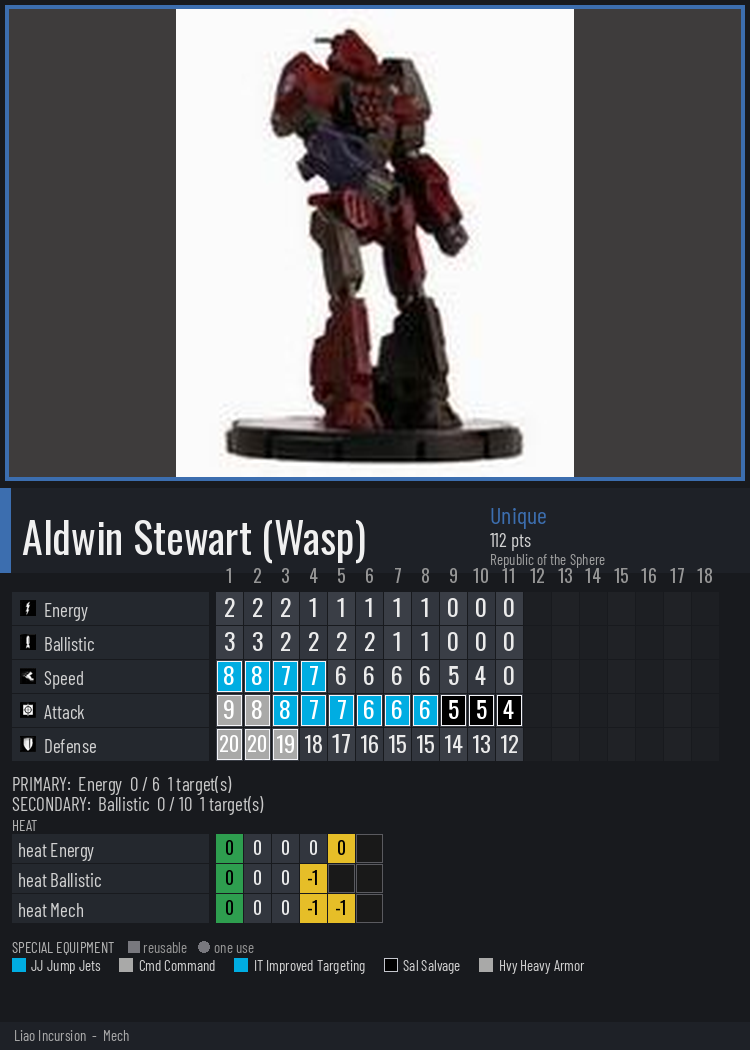 Aldwin Stewart (Wasp)
Unique
112 pts
Republic of the Sphere
1 2 3 4 5 6 7 8 9 10 11 12 13 14 15 16 17 18
Energy 2 2 2 1 1 1 1 1 0 0 0
Ballistic 3 3 2 2 2 2 1 1 0 0 0
Speed 8 8 7 7 6 6 6 6 5 4 0
Attack 9 8 8 7 7 6 6 6 5 5 4
Defense 20 20 19 18 17 16 15 15 14 13 12
PRIMARY: Energy 0 / 6 1 target(s)
SECONDARY: Ballistic 0 / 10 1 target(s)
HEAT
heat Energy 0 0 0 0 0
heat Ballistic 0 0 0 -1
heat Mech 0 0 0 -1 -1
SPECIAL EQUIPMENT reusable one use
JJ Jump Jets Cmd Command IT Improved Targeting Sal Salvage Hvy Heavy Armor
Liao Incursion - Mech